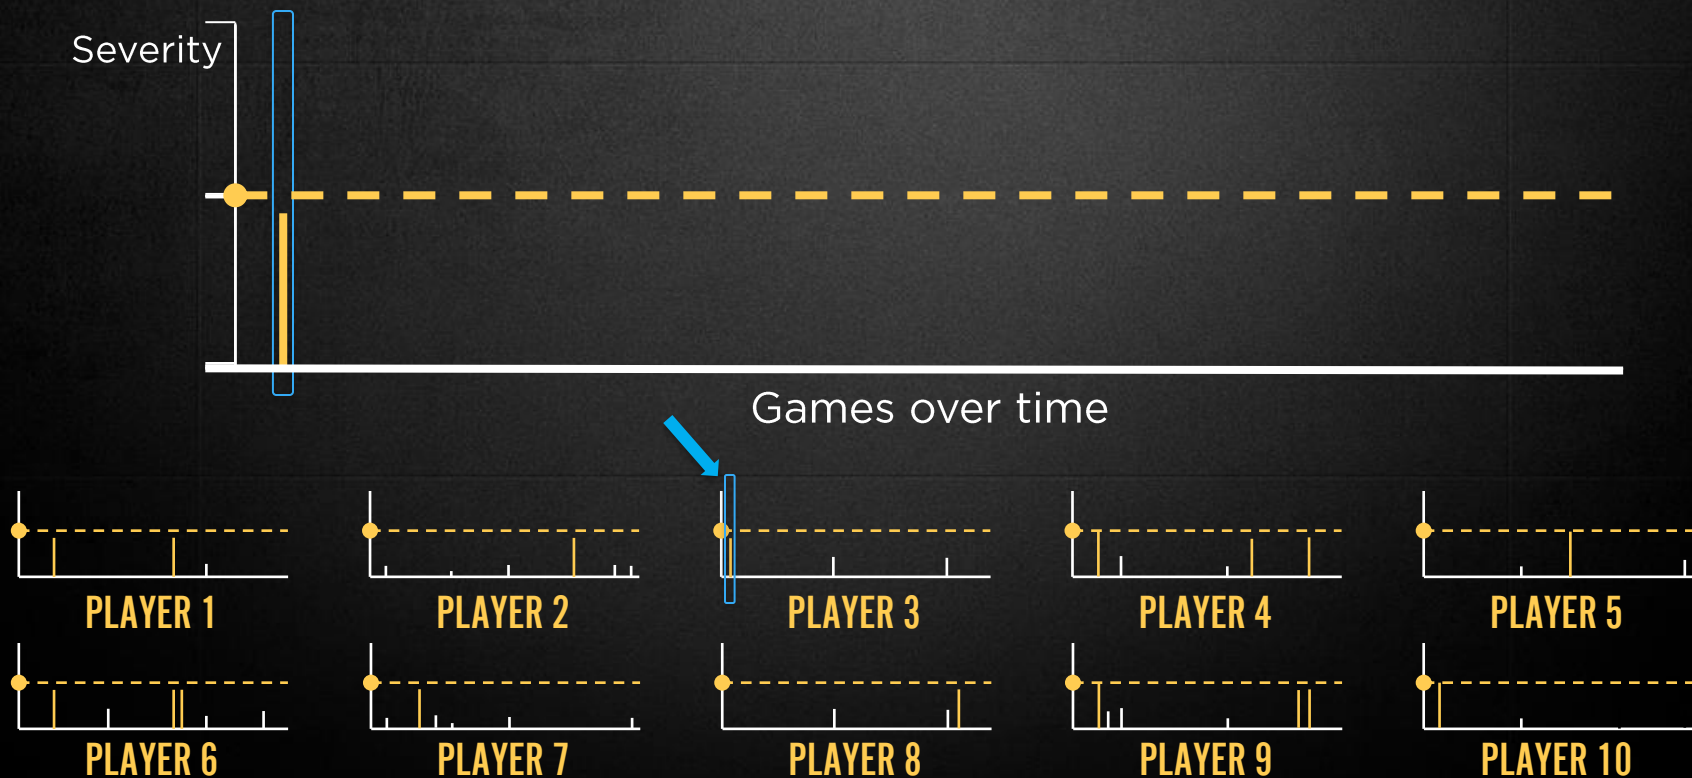 Severity
Games over time
PLAYER 1
PLAYER 2
PLAYER 3
PLAYER 4
PLAYER 5
PLAYER 6
PLAYER 7
PLAYER 8
PLAYER 9
PLAYER 10